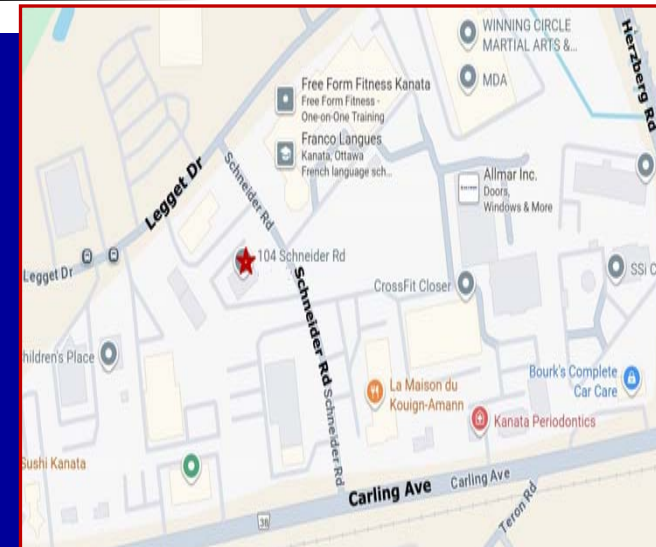 WINNING CIRCLE
MARTIAL ARTS &...
Herzberg Rd
MDA
Free Form Fitness Kanata
Free Form Fitness -
One-on-One Training
Franco Langues
Kanata, Ottawa
French language sch...
Schneider Rd
Legget Dr
Allmar Inc.
Doors,
Windows & More
104 Schneider Rd
Legget Dr
SSi C
CrossFit Closer
Schneider Rd
hildren's Place
Bourk's Complete
Car Care
La Maison du
Kouign-Amann
Schneider Rd
Kanata Periodontics
Sushi Kanata
Carling Ave
Carling Ave
Teron Rd
38